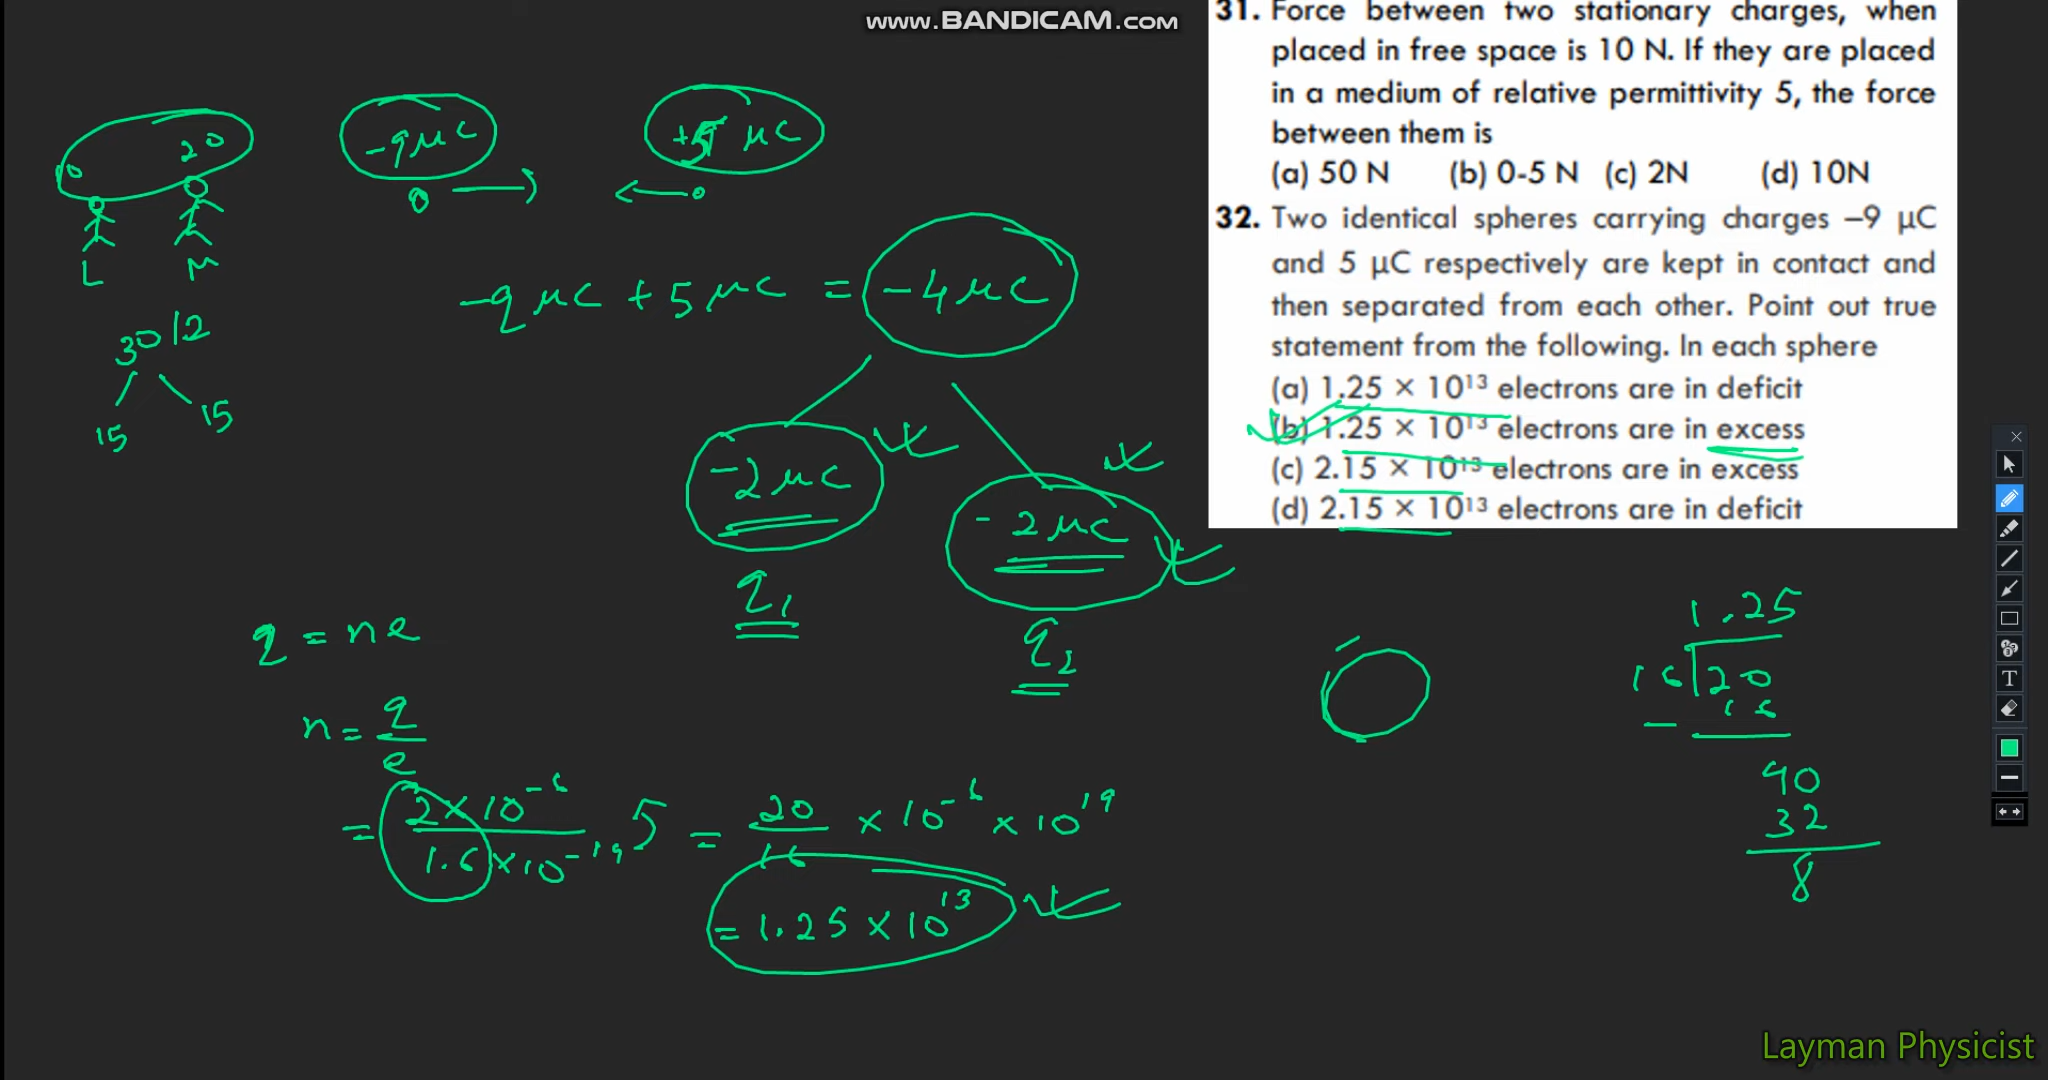 www.BANDICAM.com
31. Force between two stationary charges, when
placed in free space is 10 N. If they are placed
in a medium of relative permittivity 5, the force
between them is
(a) 50 N (b) 0-5 N (c) 2N (d) 10N
32. Two identical spheres carrying charges –9 μC
and 5 μC respectively are kept in contact and
then separated from each other. Point out true
statement from the following. In each sphere
(a) 1.25 × 10¹³ electrons are in deficit
(b) 1.25 × 10¹³ electrons are in excess
(c) 2.15 × 10¹³ electrons are in excess
(d) 2.15 × 10¹³ electrons are in deficit
10 20
L M
30/2
15 15
-9μC +5μC
-9μC + 5μC = -4μC
-2μC -2μC
q₁ q₂
q = ne
n = q/e
= 2×10⁻⁶ / 1.6×10⁻¹⁹ = 20/16 × 10⁻⁶ × 10¹⁹
= 1.25 × 10¹³
1.25
16 20
16
40
32
8
T
Layman Physicist